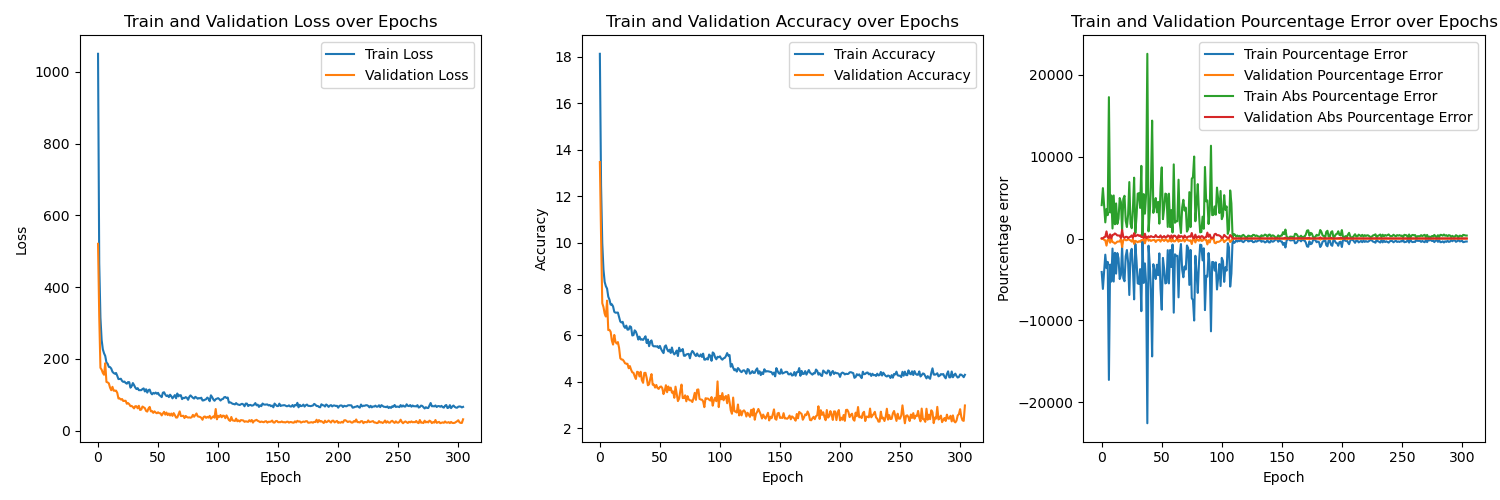 Train and Validation Loss over Epochs
Train Loss
Validation Loss
1000
800
600
400
200
0
Loss
0 50 100 150 200 250 300
Epoch
Train and Validation Accuracy over Epochs
Train Accuracy
Validation Accuracy
18
16
14
12
10
8
6
4
2
Accuracy
0 50 100 150 200 250 300
Epoch
Train and Validation Pourcentage Error over Epochs
Train Pourcentage Error
Validation Pourcentage Error
Train Abs Pourcentage Error
Validation Abs Pourcentage Error
20000
10000
0
−10000
−20000
Pourcentage error
0 50 100 150 200 250 300
Epoch